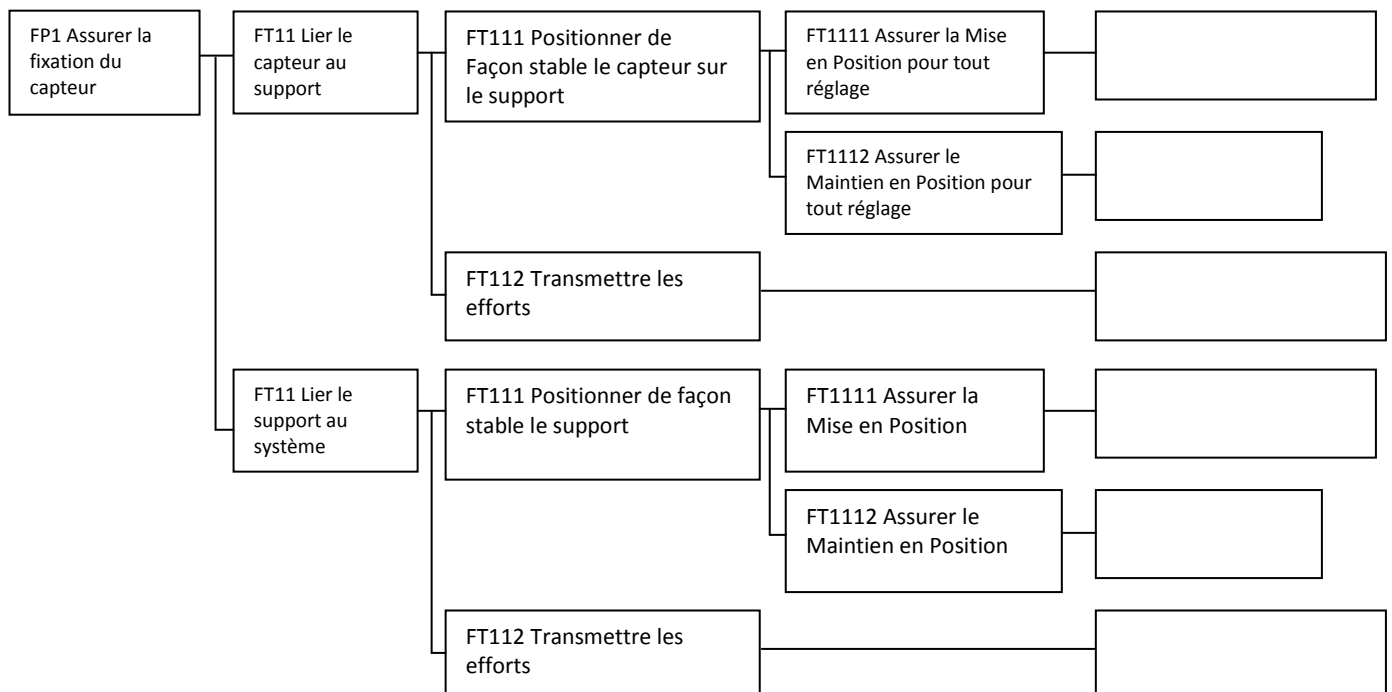 FP1 Assurer la
fixation du
capteur
FT11 Lier le
capteur au
support
FT111 Positionner de
Façon stable le capteur sur
le support
FT1111 Assurer la Mise
en Position pour tout
réglage
FT1112 Assurer le
Maintien en Position pour
tout réglage
FT112 Transmettre les
efforts
FT11 Lier le
support au
système
FT111 Positionner de façon
stable le support
FT1111 Assurer la
Mise en Position
FT1112 Assurer le
Maintien en Position
FT112 Transmettre les
efforts